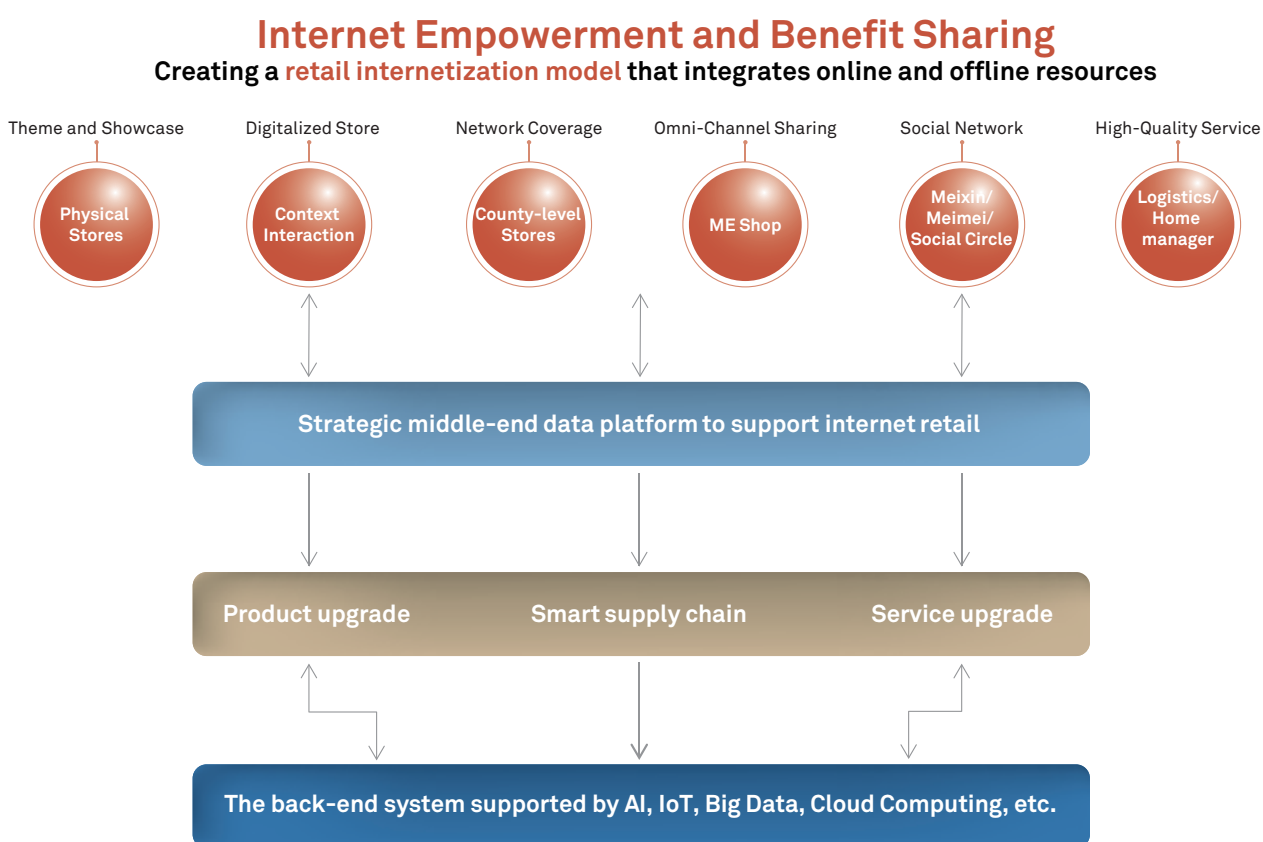 Internet Empowerment and Benefit Sharing
Creating a retail internetization model that integrates online and offline resources
Theme and Showcase
Digitalized Store
Network Coverage
Omni-Channel Sharing
Social Network
High-Quality Service
Physical
Stores
Context
Interaction
County-level
Stores
ME Shop
Meixin/
Meimei/
Social Circle
Logistics/
Home
manager
Strategic middle-end data platform to support internet retail
Product upgrade
Smart supply chain
Service upgrade
The back-end system supported by AI, IoT, Big Data, Cloud Computing, etc.